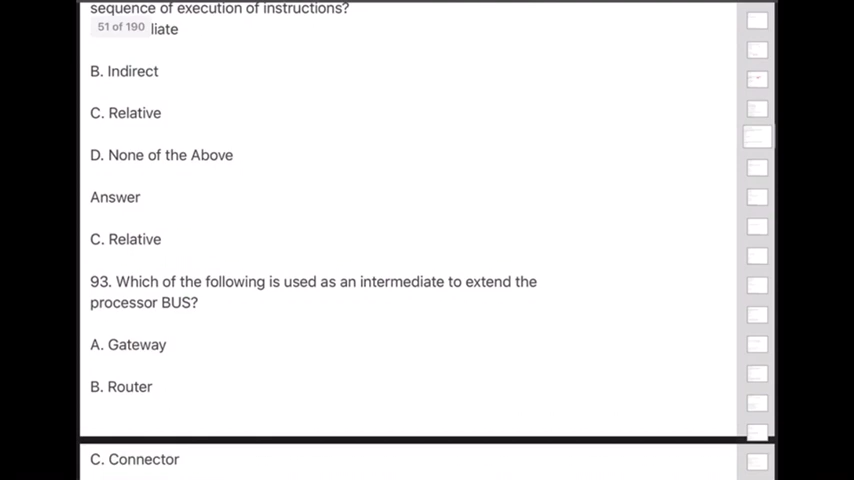 sequence of execution of instructions?
51 of 190 liate
B. Indirect
C. Relative
D. None of the Above
Answer
C. Relative
93. Which of the following is used as an intermediate to extend the
processor BUS?
A. Gateway
B. Router
C. Connector